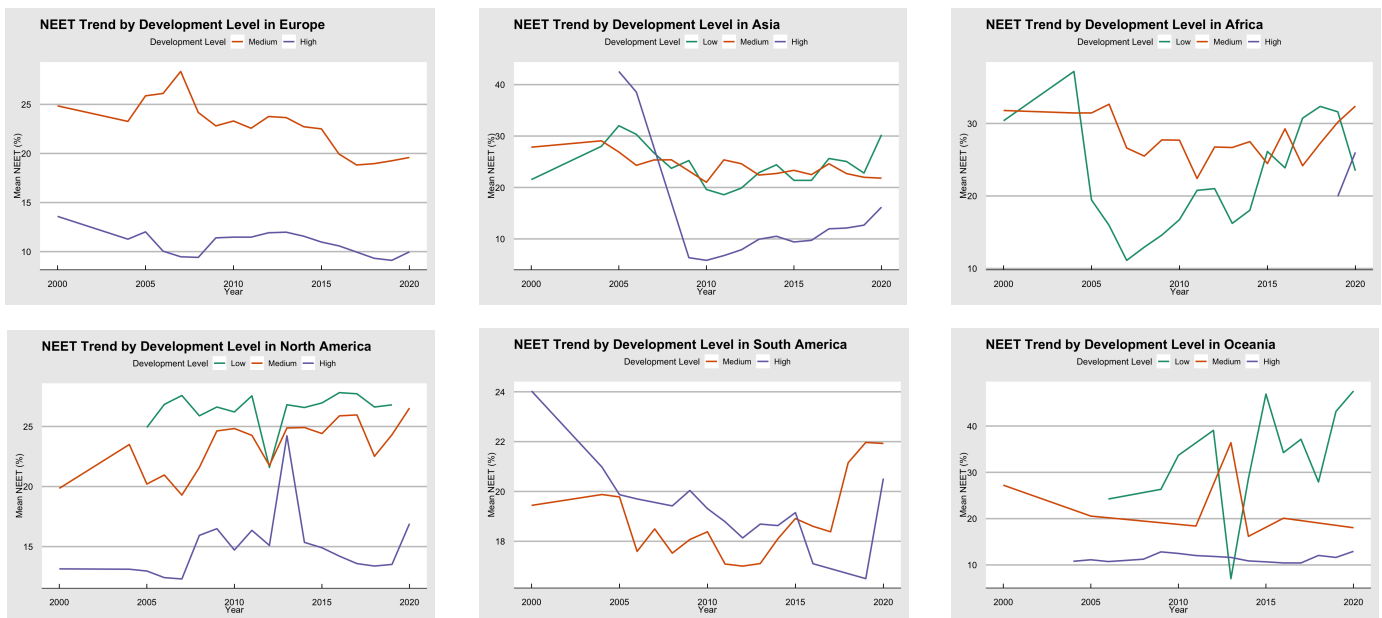 NEET Trend by Development Level in Europe
Development Level Medium High
Mean NEET (%)
25
20
15
10
2000 2005 2010 2015 2020
Year
NEET Trend by Development Level in Asia
Development Level Low Medium High
Mean NEET (%)
40
30
20
10
2000 2005 2010 2015 2020
Year
NEET Trend by Development Level in Africa
Development Level Low Medium High
Mean NEET (%)
30
20
10
2000 2005 2010 2015 2020
Year
NEET Trend by Development Level in North America
Development Level Low Medium High
Mean NEET (%)
25
20
15
2000 2005 2010 2015 2020
Year
NEET Trend by Development Level in South America
Development Level Medium High
Mean NEET (%)
24
22
20
18
2000 2005 2010 2015 2020
Year
NEET Trend by Development Level in Oceania
Development Level Low Medium High
Mean NEET (%)
40
30
20
10
2000 2005 2010 2015 2020
Year